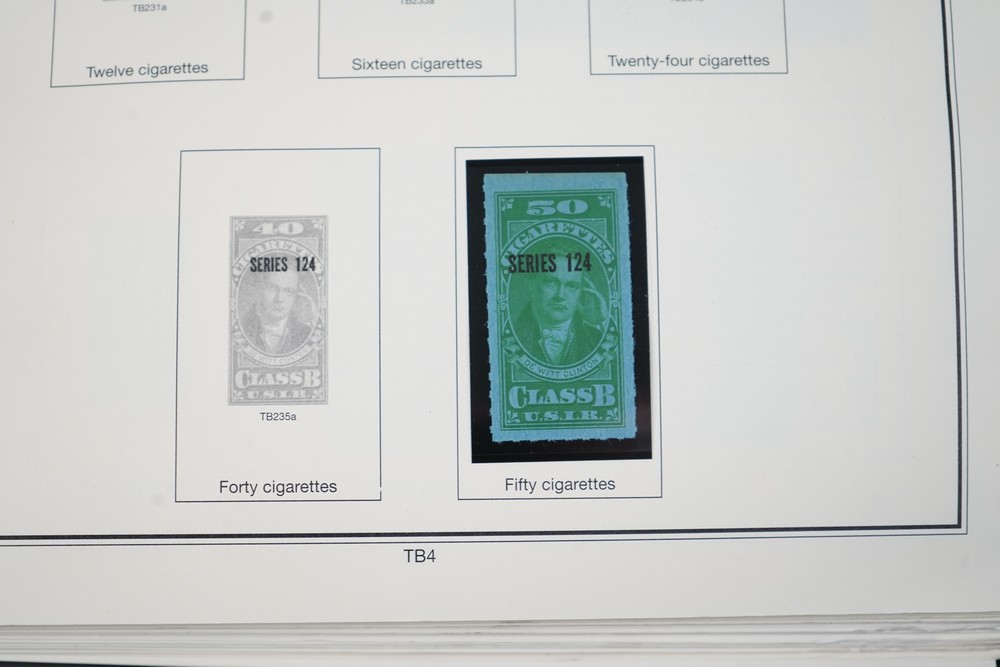 TB231a
TB233a
Twelve cigarettes
Sixteen cigarettes
Twenty-four cigarettes
40
CIGARETTES
SERIES 124
DE WITT CLINTON
CLASS B
U.S.I.R.
TB235a
Forty cigarettes
50
CIGARETTES
SERIES 124
DE WITT CLINTON
CLASS B
U.S.I.R.
Fifty cigarettes
TB4